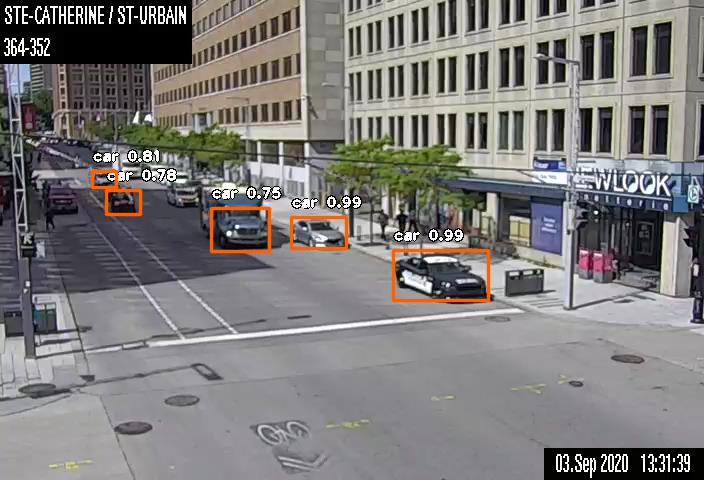 STE-CATHERINE / ST-URBAIN
364-352
car 0.81
car 0.78
car 0.75
car 0.99
car 0.99
NEWLOOK
03.Sep 2020 13:31:39